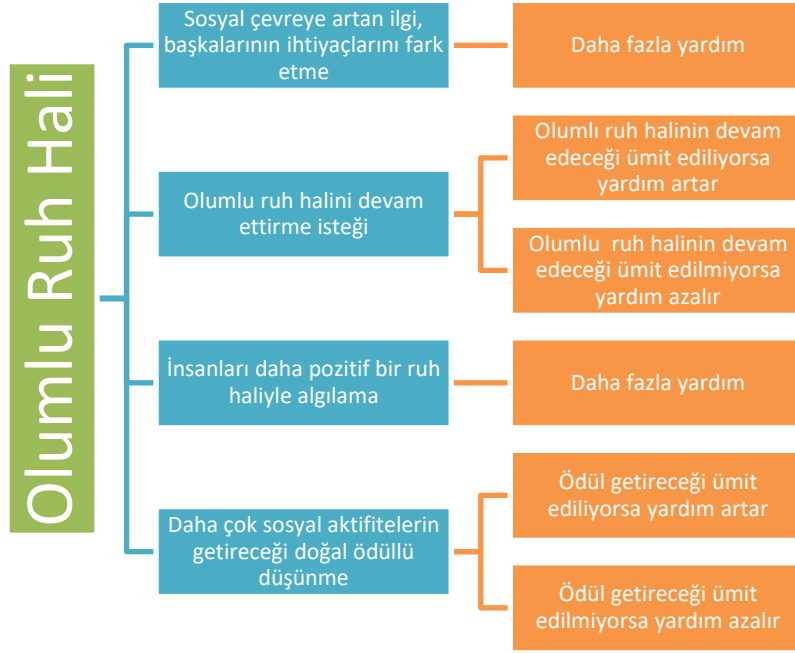 Olumlu Ruh Hali
Sosyal çevreye artan ilgi,
başkalarının ihtiyaçlarını fark
etme
Daha fazla yardım
Olumlu ruh halini devam
ettirme isteği
Olumlı ruh halinin devam
edeceği ümit ediliyorsa
yardım artar
Olumlu ruh halinin devam
edeceği ümit edilmiyorsa
yardım azalır
İnsanları daha pozitif bir ruh
haliyle algılama
Daha fazla yardım
Daha çok sosyal aktifitelerin
getireceği doğal ödüllü
düşünme
Ödül getireceği ümit
ediliyorsa yardım artar
Ödül getireceği ümit
edilmiyorsa yardım azalır